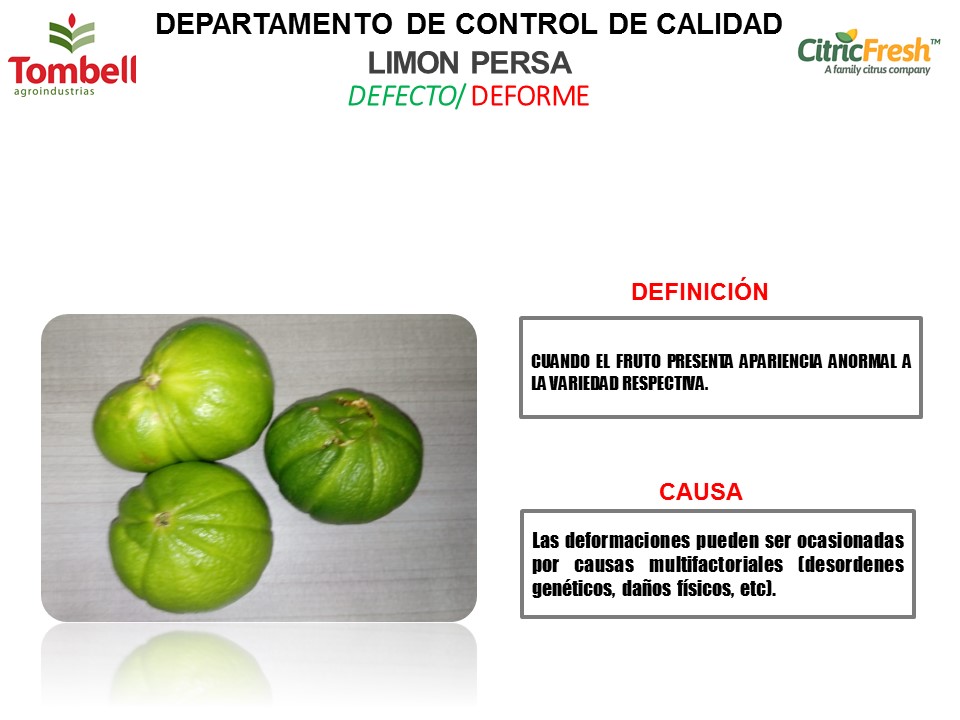 DEPARTAMENTO DE CONTROL DE CALIDAD
LIMON PERSA
DEFECTO/ DEFORME
Tombell
agroindustrias
CitricFresh™
A family citrus company
DEFINICIÓN
CUANDO EL FRUTO PRESENTA APARIENCIA ANORMAL A
LA VARIEDAD RESPECTIVA.
CAUSA
Las deformaciones pueden ser ocasionadas
por causas multifactoriales (desordenes
genéticos, daños físicos, etc).